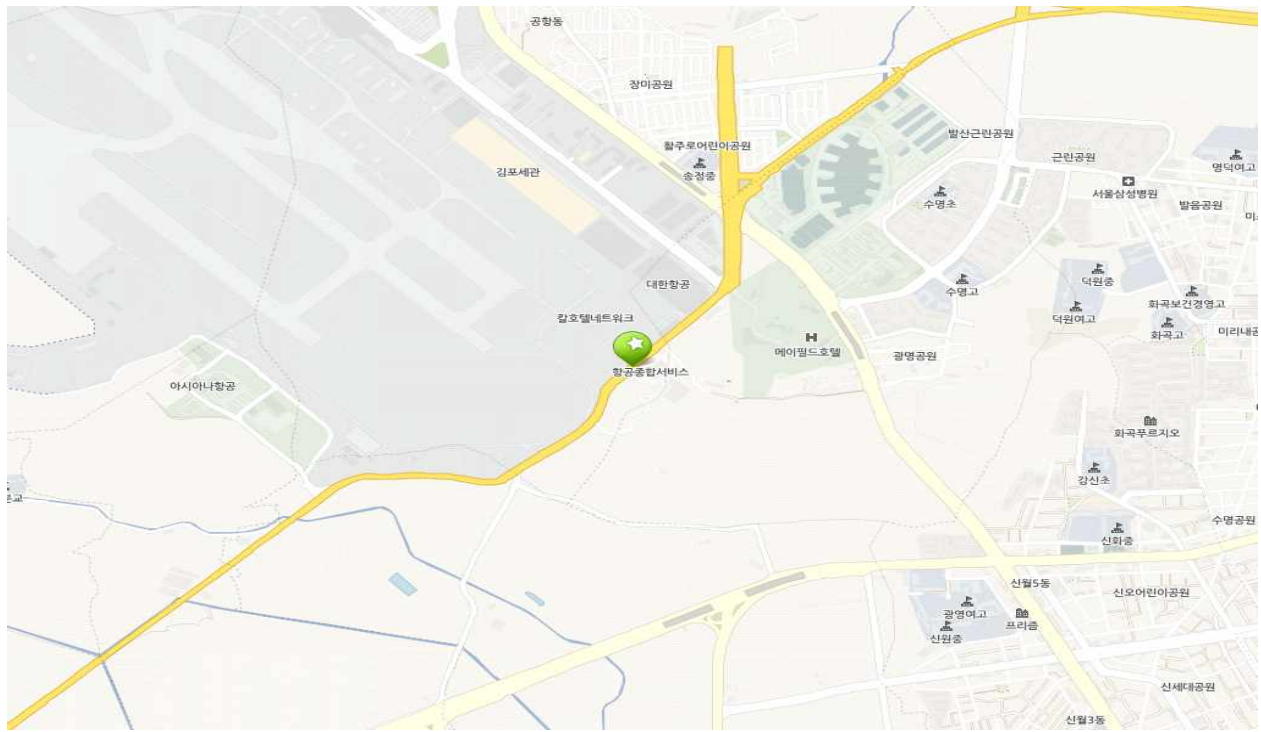 공항동
장미공원
활주로어린이공원
송정중
김포세관
발산근린공원
근린공원
명덕여고
서울삼성병원
발음공원
수명초
대한항공
수명고
덕원중
덕원여고
화곡보건경영고
화곡고
칼호텔네트워크
메이필드호텔
광명공원
항공종합서비스
아시아나항공
화곡푸르지오
강신초
수명공원
신화중
신월5동
신오어린이공원
광영여고
프리즘
신원중
신세대공원
신월3동